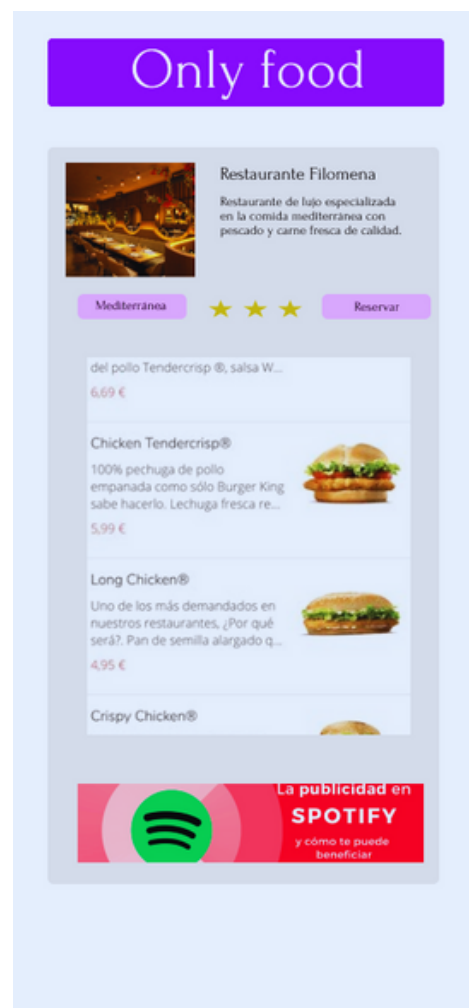 Only food
Restaurante Filomena
Restaurante de lujo especializada
en la comida mediterránea con
pescado y carne fresca de calidad.
Mediterránea
Reservar
del pollo Tendercrisp ®, salsa W...
6,69 €
Chicken Tendercrisp®
100% pechuga de pollo
empanada como sólo Burger King
sabe hacerlo. Lechuga fresca re...
5,99 €
Long Chicken®
Uno de los más demandados en
nuestros restaurantes, ¿Por qué
será?. Pan de semilla alargado q...
4,95 €
Crispy Chicken®
La publicidad en
SPOTIFY
y cómo te puede
beneficiar